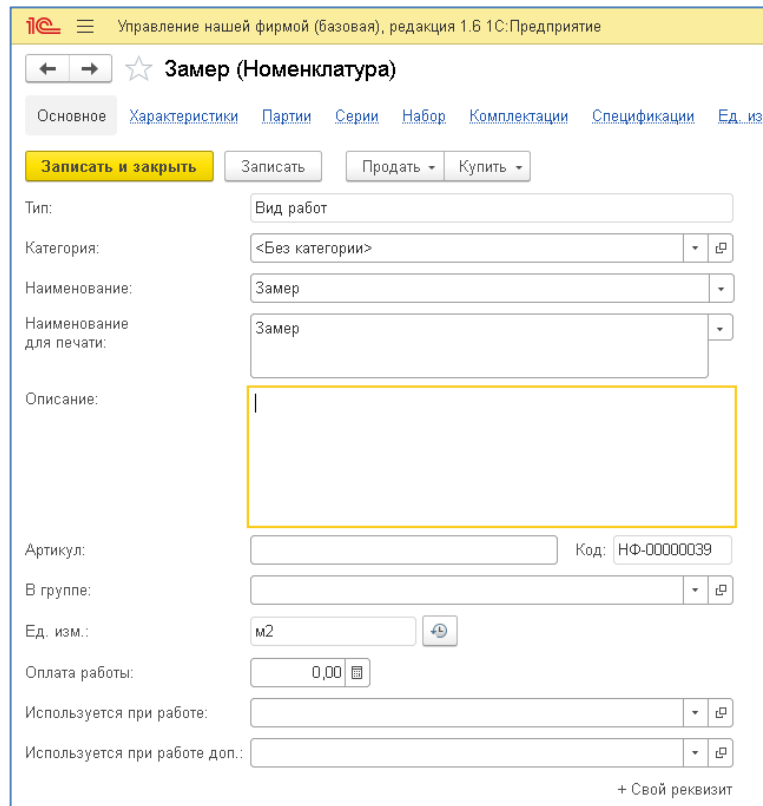 1С Управление нашей фирмой (базовая), редакция 1.6 1С:Предприятие
Замер (Номенклатура)
Основное Характеристики Партии Серии Набор Комплектации Спецификации Ед. из
Записать и закрыть Записать Продать Купить
Тип: Вид работ
Категория: <Без категории>
Наименование: Замер
Наименование для печати: Замер
Описание:
Артикул: Код: НФ-00000039
В группе:
Ед. изм.: м2
Оплата работы: 0,00
Используется при работе:
Используется при работе доп.:
+ Свой реквизит